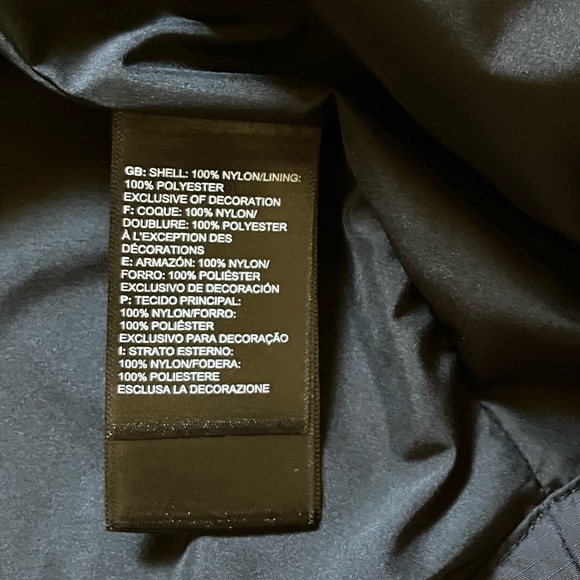 GB: SHELL: 100% NYLON/LINING:
100% POLYESTER
EXCLUSIVE OF DECORATION
F: COQUE: 100% NYLON/
DOUBLURE: 100% POLYESTER
À L'EXCEPTION DES
DÉCORATIONS
E: ARMAZÓN: 100% NYLON/
FORRO: 100% POLIÉSTER
EXCLUSIVO DE DECORACIÓN
P: TECIDO PRINCIPAL:
100% NYLON/FORRO:
100% POLIÉSTER
EXCLUSIVO PARA DECORAÇÃO
I: STRATO ESTERNO:
100% NYLON/FODERA:
100% POLIESTERE
ESCLUSA LA DECORAZIONE